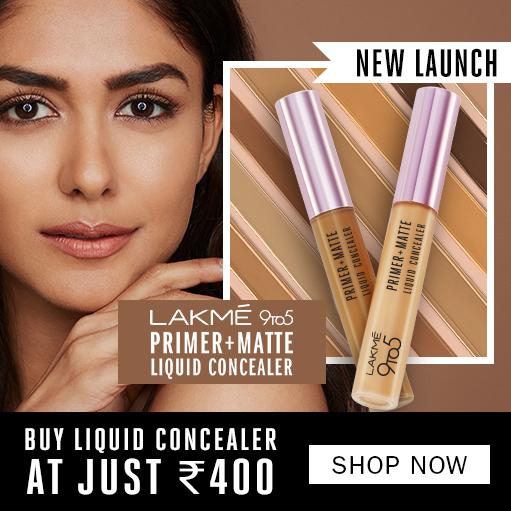 NEW LAUNCH
PRIMER+MATTE
LIQUID CONCEALER
PRIMER+MATTE
LIQUID CONCEALER
LAKMÉ
9to5
LAKMÉ 9to5
PRIMER+MATTE
LIQUID CONCEALER
BUY LIQUID CONCEALER
AT JUST ₹400
SHOP NOW